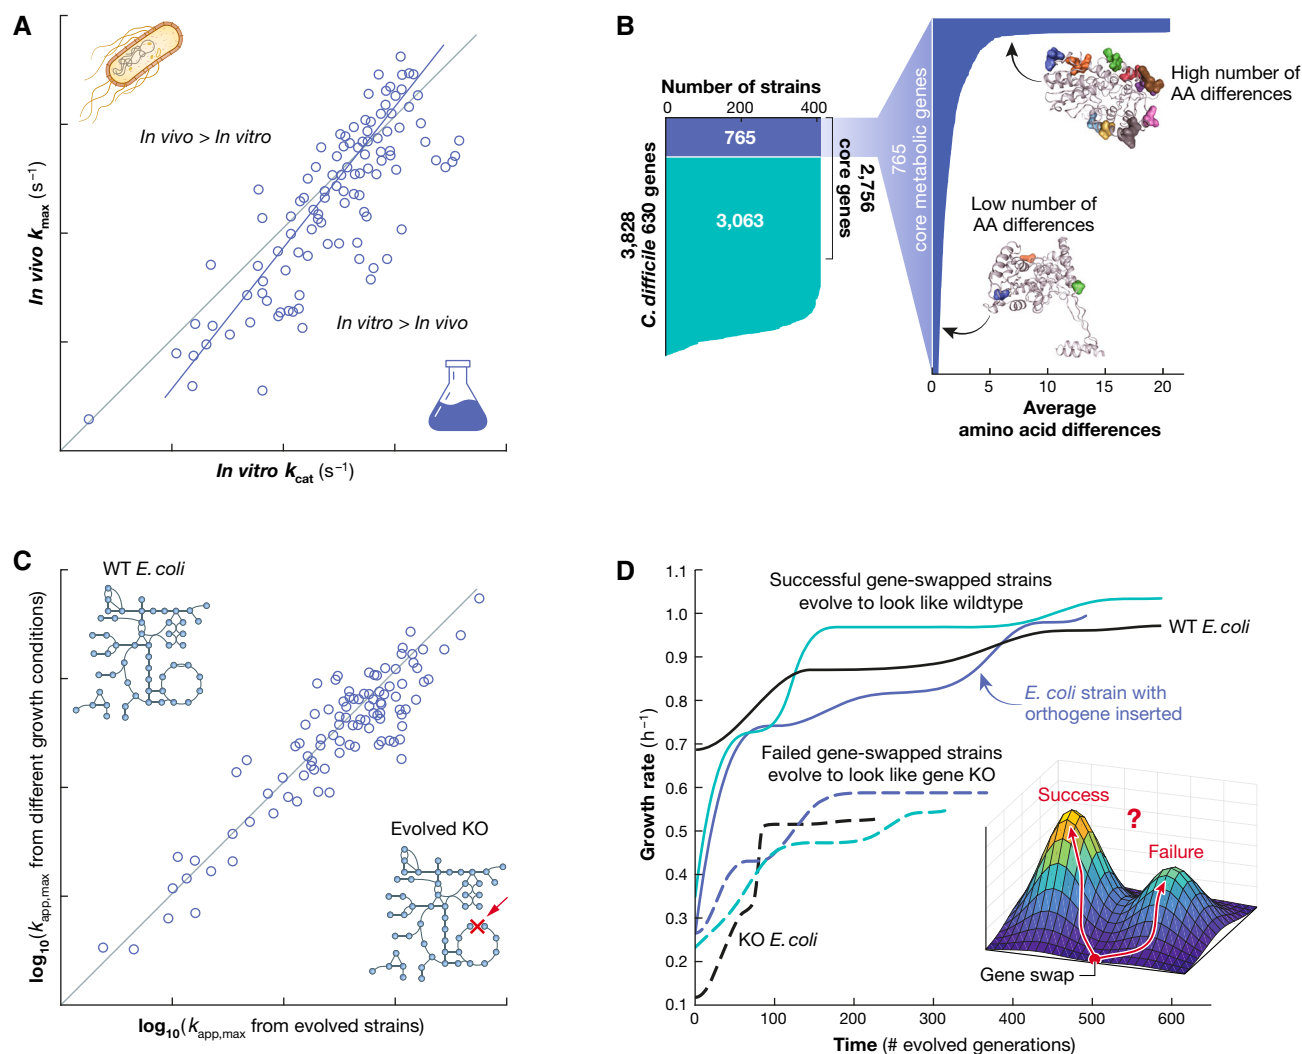 A
In vivo > In vitro
In vitro > In vivo
In vivo kmax (s−1)
In vitro kcat (s−1)
B
Number of strains
0 200 400
765
3,063
3,828
C. difficile 630 genes
2,756
core genes
765
core metabolic genes
High number of
AA differences
Low number of
AA differences
0 5 10 15 20
Average
amino acid differences
C
WT E. coli
Evolved KO
log10(kapp,max from different growth conditions)
log10(kapp,max from evolved strains)
D
1.1
1.0
0.9
0.8
0.7
0.6
0.5
0.4
0.3
0.2
0.1
Growth rate (h−1)
Successful gene-swapped strains
evolve to look like wildtype
WT E. coli
E. coli strain with
orthogene inserted
Failed gene-swapped strains
evolve to look like gene KO
KO E. coli
Success
?
Failure
Gene swap
0 100 200 300 400 500 600
Time (# evolved generations)